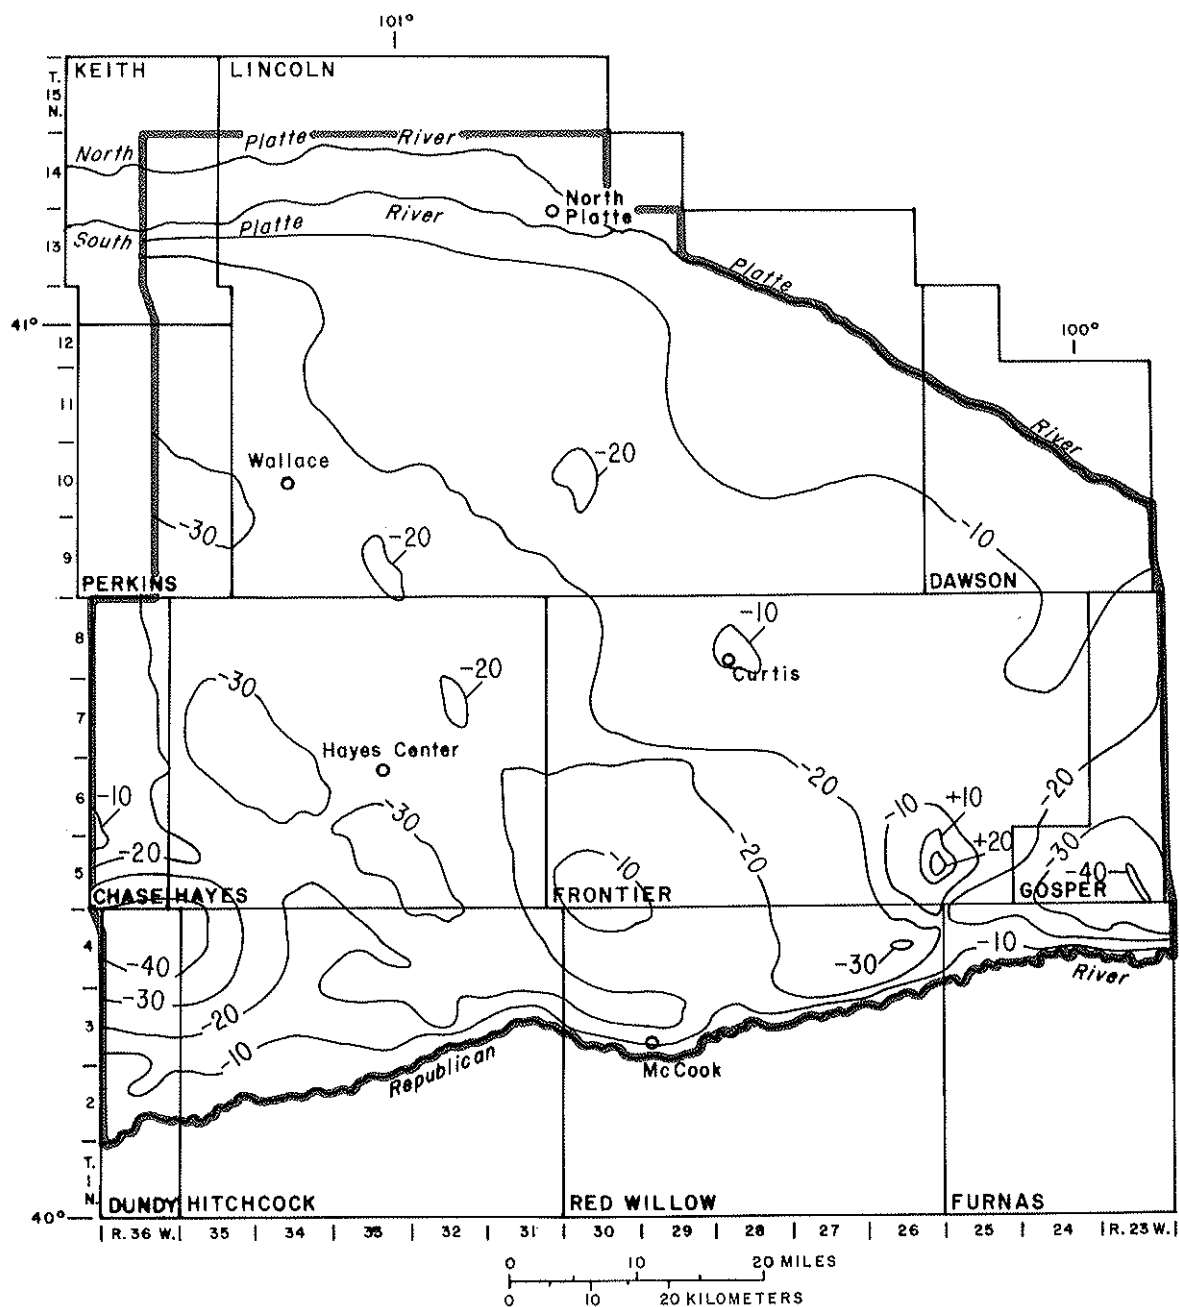 101°
KEITH
LINCOLN
T.
15
N.
North Platte River
14
North
Platte
South Platte River
13
Platte
41°
100°
12
11
River
Wallace
-20
10
-30
-10
-20
9
PERKINS
DAWSON
8
-10
-20
Curtis
-30
7
Hayes Center
-20
-20
6
-10
-30
-10
+10
-10
-20
+20
-30
-20
5
-40
CHASE
HAYES
FRONTIER
GOSPER
4
-10
-40
-30
River
-30
-20
3
-10
Republican
McCook
2
T.
1
N.
DUNDY
HITCHCOCK
RED WILLOW
FURNAS
40°
R. 36 W.
35
34
33
32
31
30
29
28
27
26
25
24
R. 23 W.
0 10 20 MILES
0 10 20 KILOMETERS